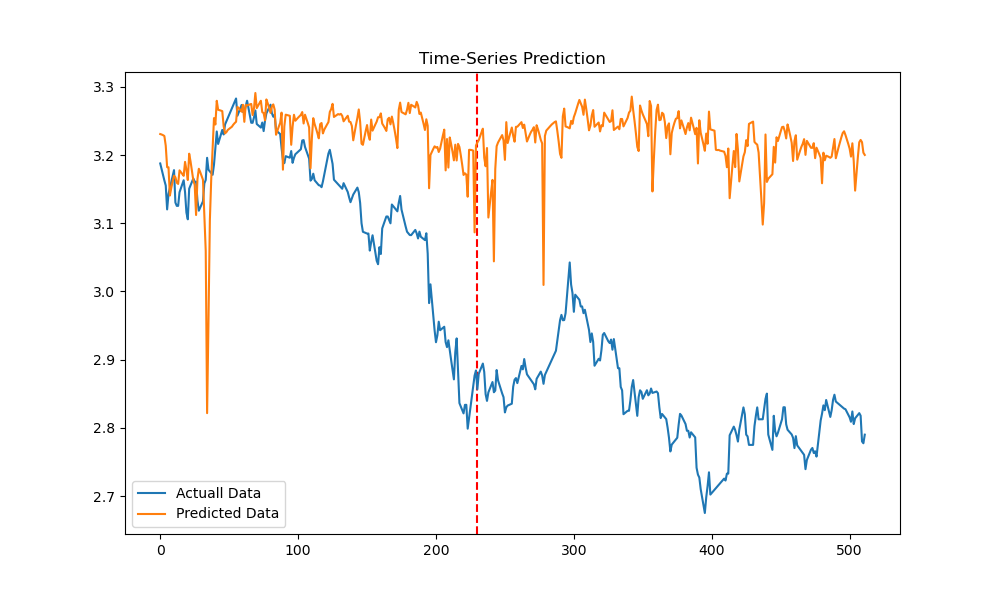 Time-Series Prediction
3.3
3.2
3.1
3.0
2.9
2.8
2.7
Actuall Data
Predicted Data
0 100 200 300 400 500